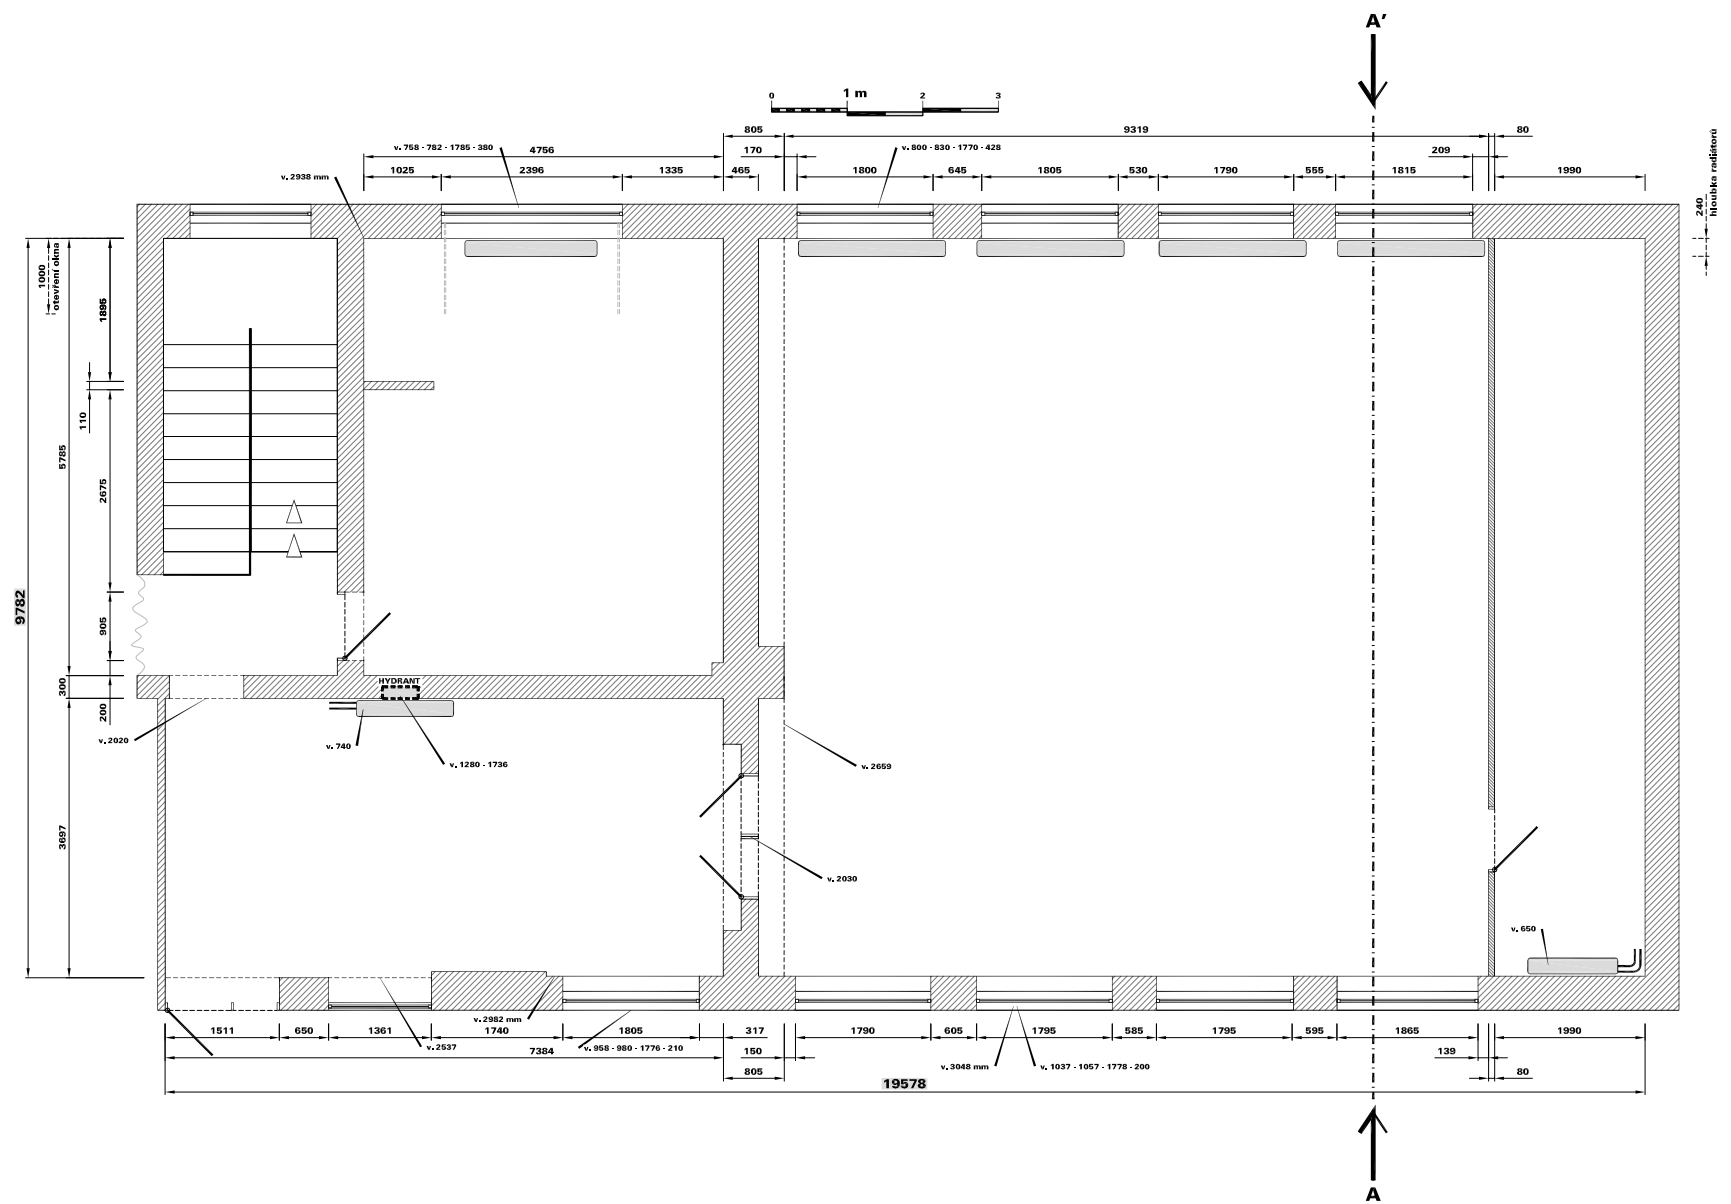 A’
0 1 m 2 3
805 9319 80
v. 758 - 782 - 1785 - 380
v. 800 - 830 - 1770 - 428
4756 170 209
1025 2396 1335 465 1800 645 1805 530 1790 555 1815 1990
v. 2938 mm
240
hloubka radiátorů
1000
otevření okna
1895
110
5785
2675
9782
905
300
200
HYDRANT
v. 2020
v. 740
v. 1280 - 1736
v. 2659
3697
v. 2030
v. 650
v. 2982 mm
1511 650 1361 1740 1805 317 1790 605 1795 585 1795 595 1865 1990
v. 2537
v. 958 - 980 - 1776 - 210
7384 150 139
v. 3048 mm
v. 1037 - 1057 - 1778 - 200
805 80
19578
A